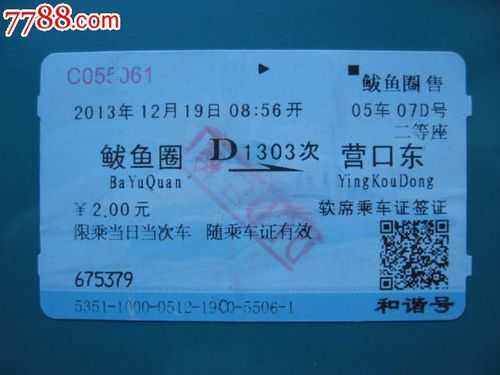 7788.com
C055061
鲅鱼圈 售
2013年12月19日 08:56开
05车 07D号
二等座
鲅鱼圈 D1303次 营口东
BaYuQuan YingKouDong
￥2.00元
软席乘车证签证
限乘当日当次车 随乘车证有效
675379
5351-1000-0512-19C0-5506-1
和谐号